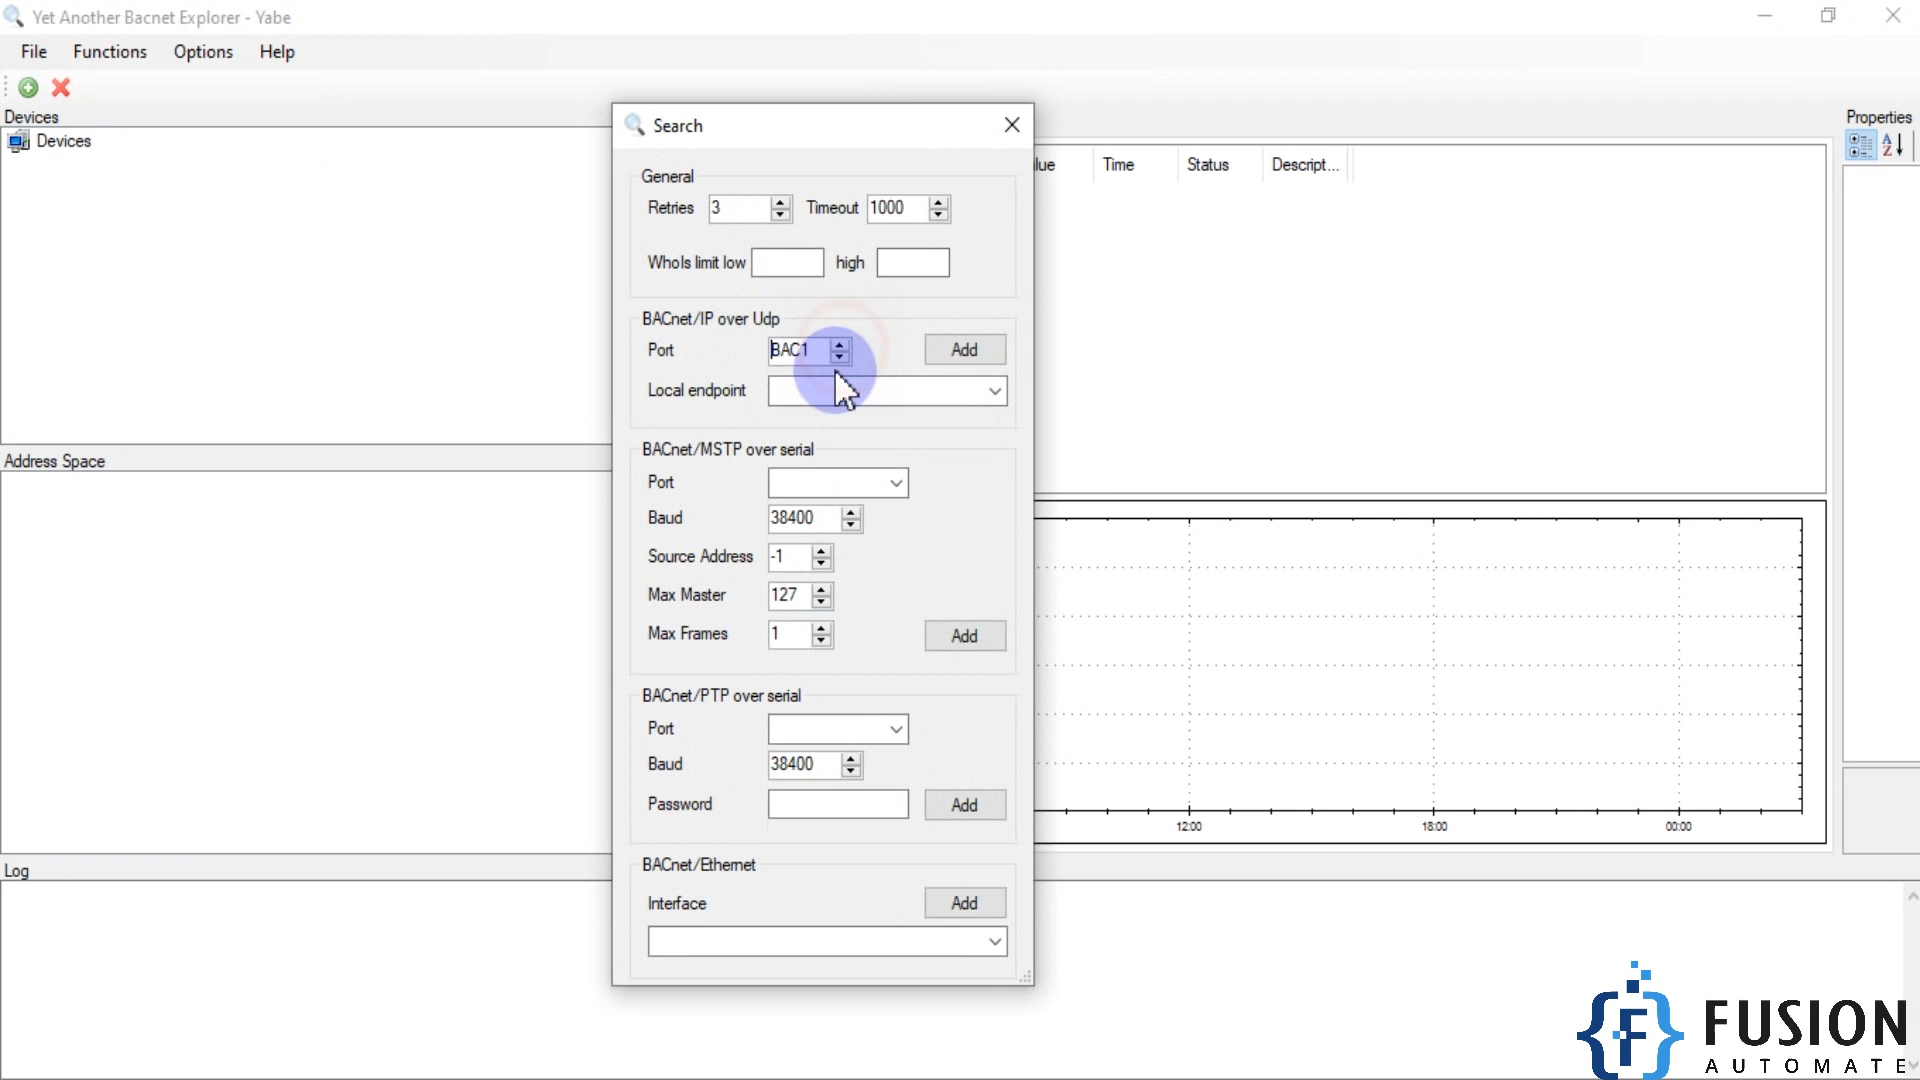 Yet Another Bacnet Explorer - Yabe
File Functions Options Help
Devices
Devices
Address Space
Log
Search
General
Retries 3 Timeout 1000
WhoIs limit low high
BACnet/IP over Udp
Port BAC1 Add
Local endpoint
BACnet/MSTP over serial
Port
Baud 38400
Source Address -1
Max Master 127
Max Frames 1 Add
BACnet/PTP over serial
Port
Baud 38400
Password Add
BACnet/Ethernet
Interface Add
lue Time Status Descript...
12:00 18:00 00:00
Properties
A
Z
F
FUSION
AUTOMATE